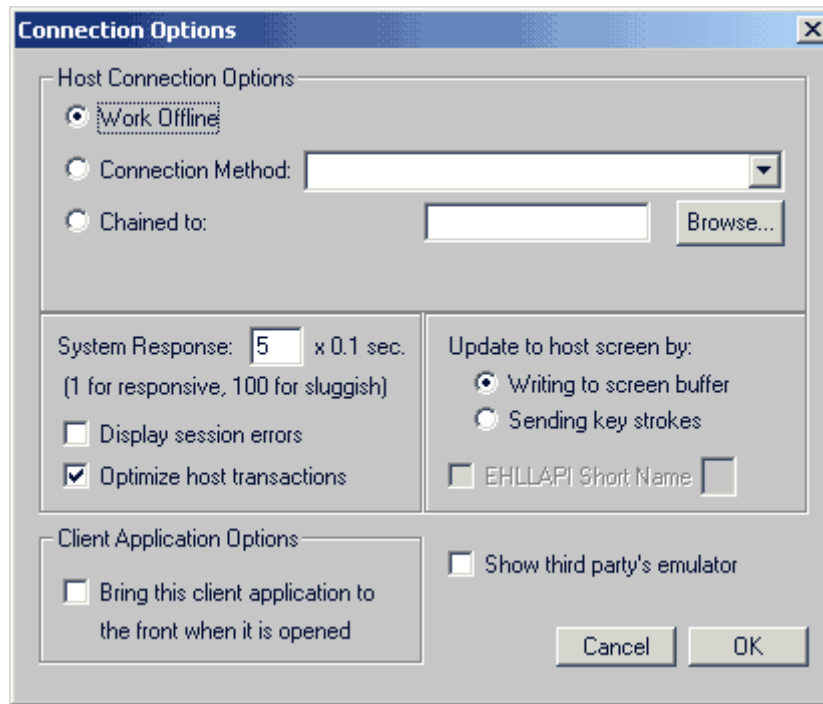 Connection Options
Host Connection Options
Work Offline
Connection Method:
Chained to:
Browse...
System Response: 5 x 0.1 sec.
(1 for responsive, 100 for sluggish)
Display session errors
Optimize host transactions
Update to host screen by:
Writing to screen buffer
Sending key strokes
EHLLAPI Short Name
Client Application Options
Bring this client application to
the front when it is opened
Show third party's emulator
Cancel
OK